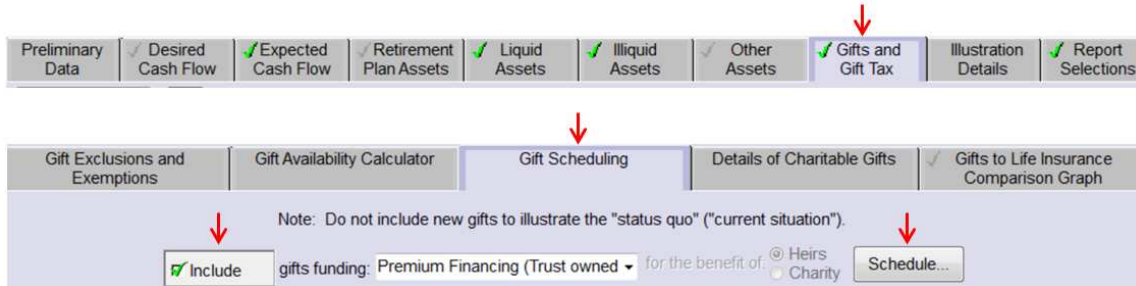 Preliminary Data
Desired Cash Flow
Expected Cash Flow
Retirement Plan Assets
Liquid Assets
Illiquid Assets
Other Assets
Gifts and Gift Tax
Illustration Details
Report Selections
Gift Exclusions and Exemptions
Gift Availability Calculator
Gift Scheduling
Details of Charitable Gifts
Gifts to Life Insurance Comparison Graph
Note: Do not include new gifts to illustrate the "status quo" ("current situation").
Include gifts funding: Premium Financing (Trust owned for the benefit of: Heirs Charity Schedule...